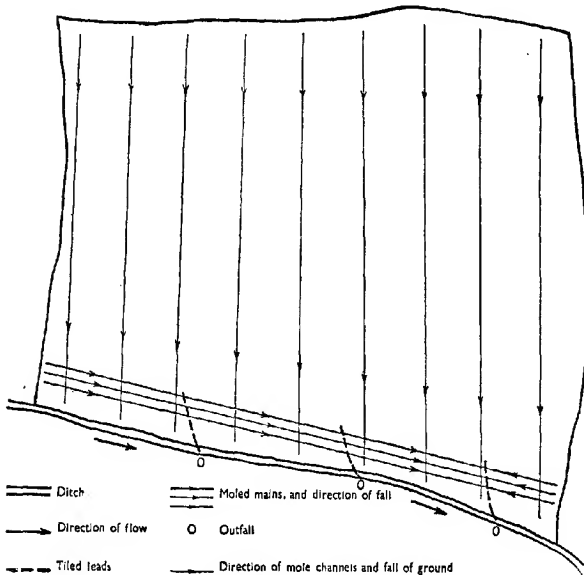 O
O
O
Ditch
Moled mains, and direction of fall
Direction of flow
O Outfall
Tiled leads
Direction of mole channels and fall of ground